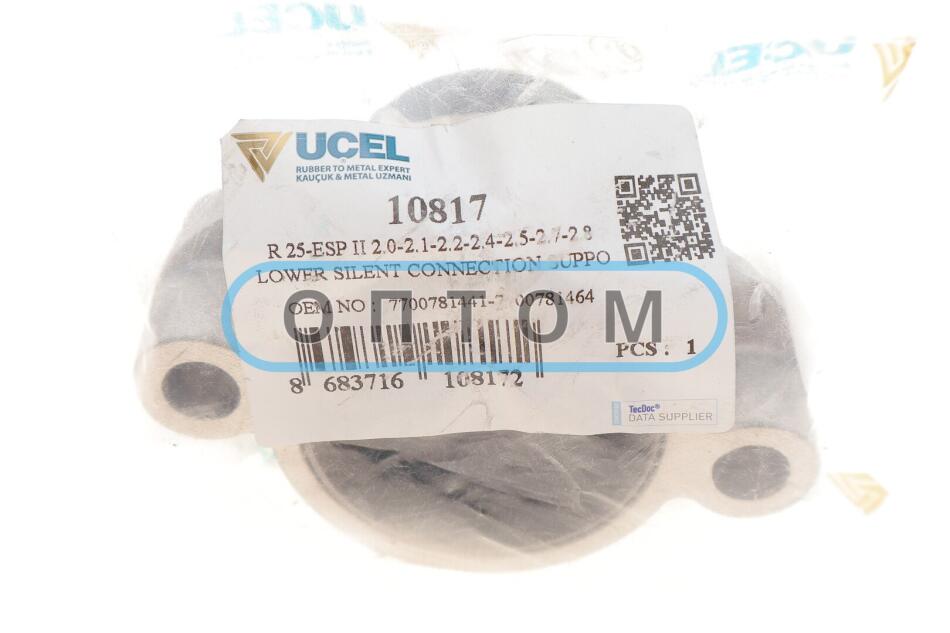 UCEL
UCEL
UCEL
RUBBER TO METAL EXPERT
KAUÇUK & METAL UZMANI
10817
R 25-ESP II 2.0-2.1-2.2-2.4-2.5-2.7-2.8
LOWER SILENT CONNECTION SUPPO
OEM NO : 7700781441-7700781464
ОПТОМ
PCS : 1
8 683716 108172
TecDoc®
DATA SUPPLIER